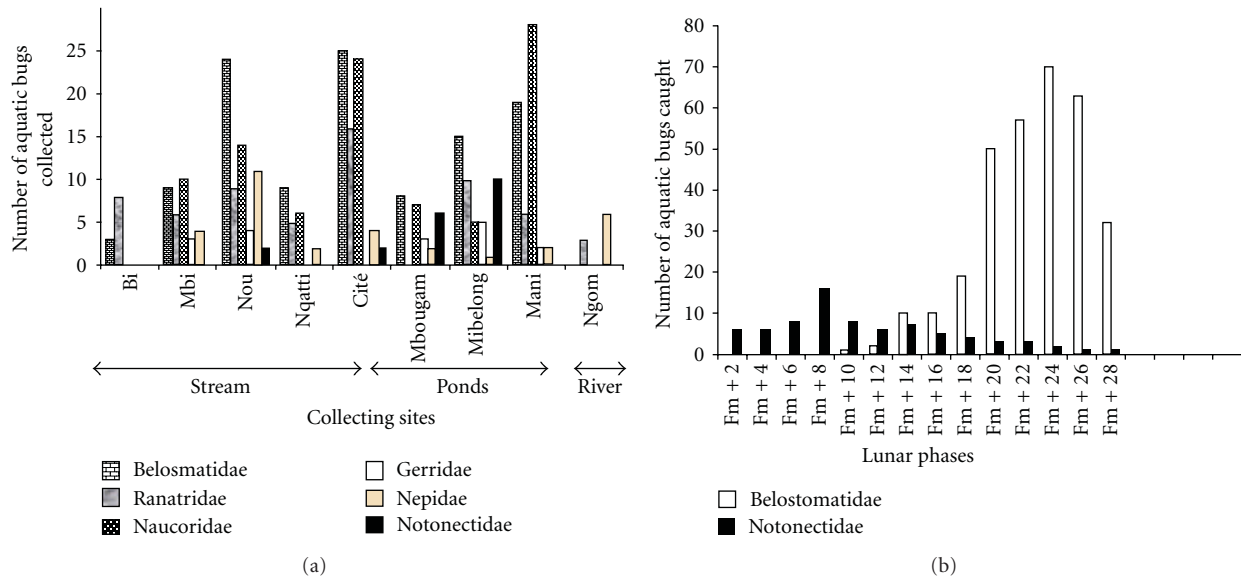 Number of aquatic bugs
collected
25
20
15
10
5
0
Bi
Mbi
Nou
Nqatti
Cité
Mbougam
Mibelong
Mani
Ngom
Stream
Ponds
River
Collecting sites
Belosmatidae
Ranatridae
Naucoridae
Gerridae
Nepidae
Notonectidae
(a)
Number of aquatic bugs caught
80
70
60
50
40
30
20
10
0
Fm + 2
Fm + 4
Fm + 6
Fm + 8
Fm + 10
Fm + 12
Fm + 14
Fm + 16
Fm + 18
Fm + 20
Fm + 22
Fm + 24
Fm + 26
Fm + 28
Lunar phases
Belostomatidae
Notonectidae
(b)